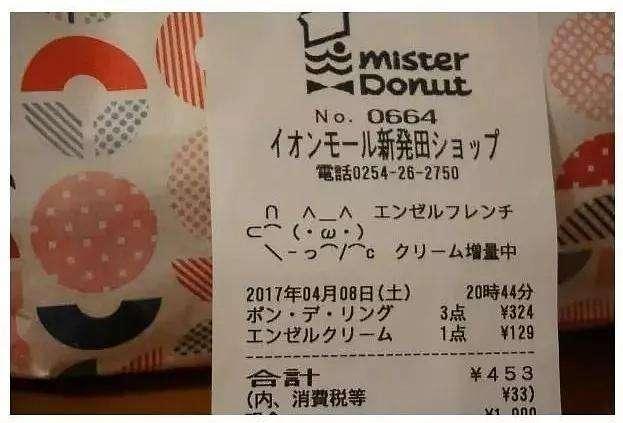 mister
Donut
No. 0664
イオンモール新発田ショップ
電話0254-26-2750
∩ ∧＿∧ エンゼルフレンチ
⊂⌒（・ω・）
＼-っ⌒/⌒c クリーム増量中
2017年04月08日(土) 20時44分
ポン・デ・リング 3点 ¥324
エンゼルクリーム 1点 ¥129
合計 ¥453
(内、消費税等 ¥33)